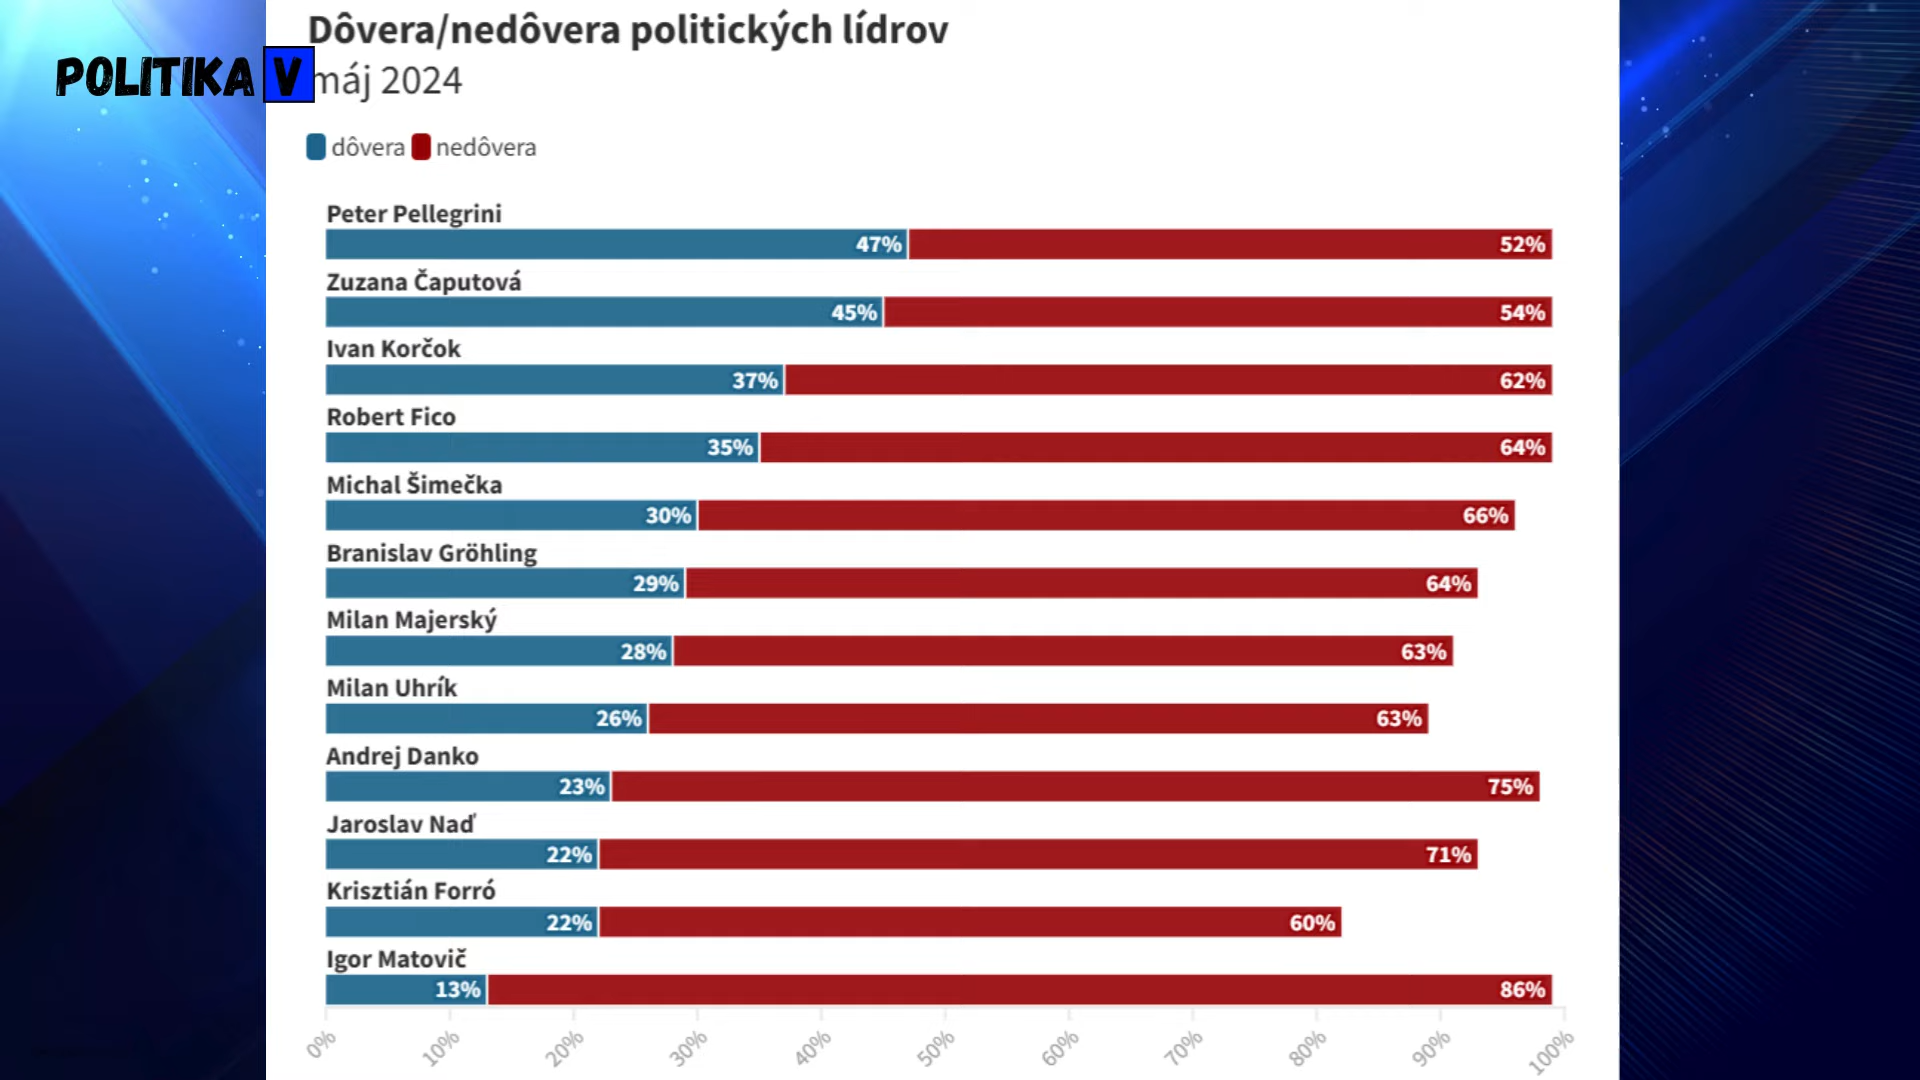 Dôvera/nedôvera politických lídrov
POLITIKA V
máj 2024
dôvera nedôvera
Peter Pellegrini
47% 52%
Zuzana Čaputová
45% 54%
Ivan Korčok
37% 62%
Robert Fico
35% 64%
Michal Šimečka
30% 66%
Branislav Gröhling
29% 64%
Milan Majerský
28% 63%
Milan Uhrík
26% 63%
Andrej Danko
23% 75%
Jaroslav Naď
22% 71%
Krisztián Forró
22% 60%
Igor Matovič
13% 86%
0% 10% 20% 30% 40% 50% 60% 70% 80% 90% 100%